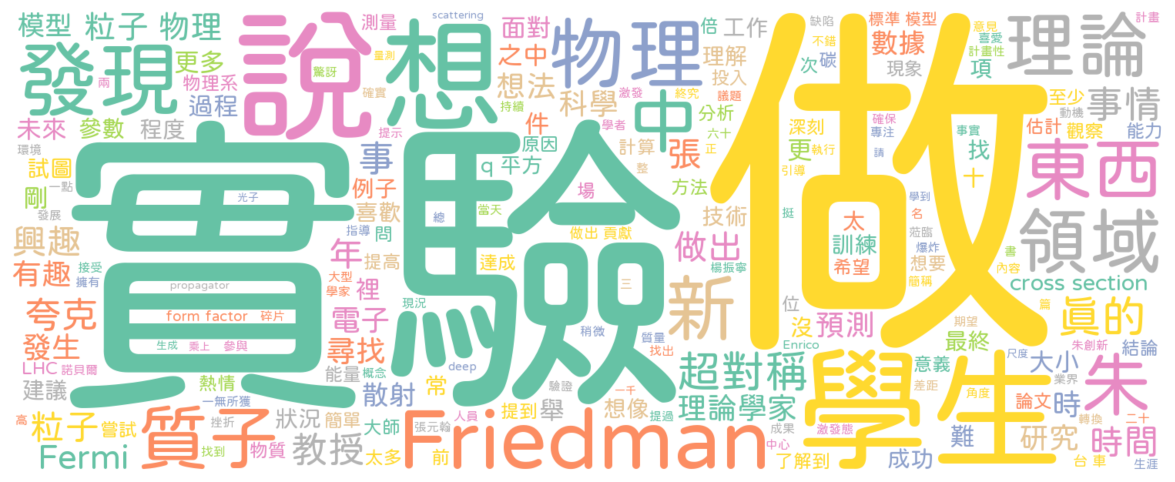 模型 粒子 物理
測量
scattering
面對
倍
工作
缺陷
標準 模型
意見
計畫
發現
更多
說
想
量測
之中
物理
理解
不錯
數據
喜愛
計畫性
理論
物理系
驚訝
兩
想法
投入
次
碳
現象
項
過程
確實
持續
科學
激發
議題
終究
做
至少
事情
動機
未來
參數
程度
件
學者
中
分析
六十
深刻
確保
專注
估計
觀察
能力
環境
提示
事
原因
計算
正
更
執行
事實
找
試圖
一點
q 平方
張
整
引導
請
十
東西
剛
光子
例子
場
方法
學到
發展
喜歡
總
當天
技術
挺
太
名
蒞臨
領域
興趣
指導
問
做出 貢獻
做出
訓練
爆炸
書
年
實驗
楊振寧
希望
想要
內容
有趣
接受
擁有
大型
提高
達成
新
簡稱
cross section
學家
裡
三
propagator
夸克
form factor
碎片
現況
電子
質量
位
沒
預測
期望
篇
真的
發生
生成
乘上
參與
尋找
稍微
找出
Enrico
最終
尺度
朱創新
結論
LHC
諾貝爾
能量
概念
deep
超對稱
學生
意義
大小
業界
朱
建議
熱情
一無所獲
散射
常
驗證
一千
理論學家
差距
角度
論文
時
轉換
二十
高
粒子
嘗試
挫折
質子
狀況
簡單
提到
舉
想像
人員
提過
成果
激發態
難
研究
時間
張元翰
Fermi
找到
物質
教授
大師
太多
前
Friedman
中心
了解到
成功
台 車
生涯